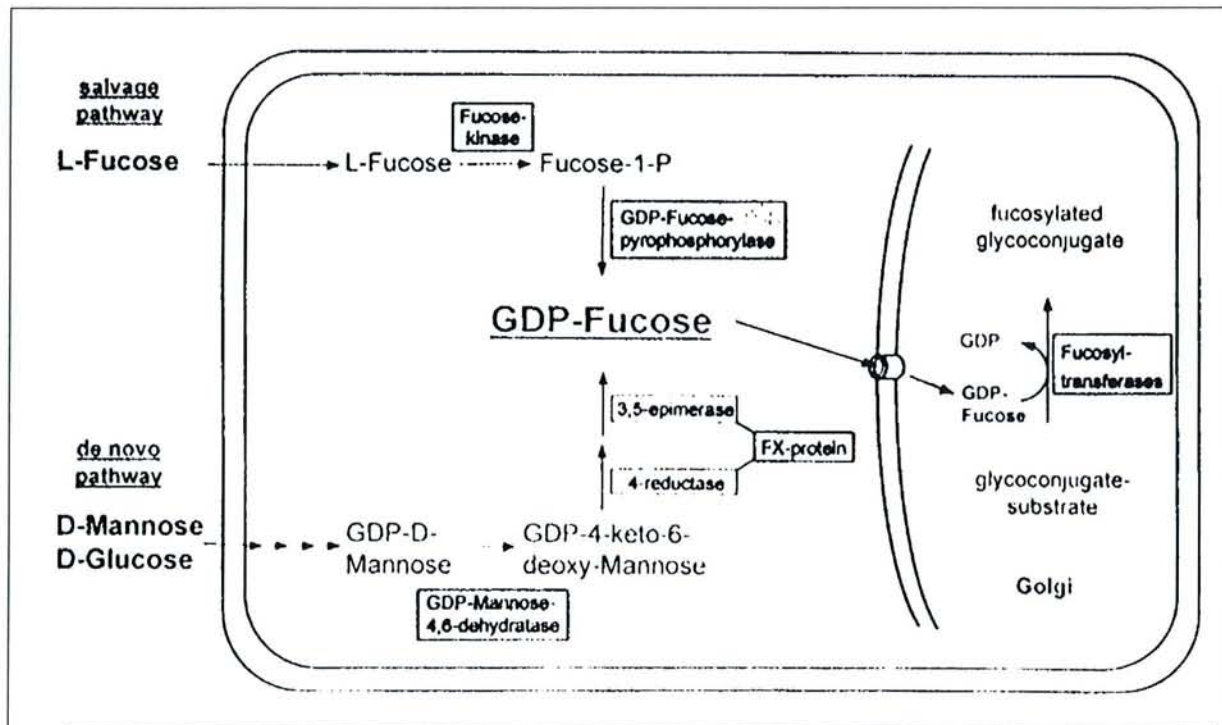 salvage
pathway
L-Fucose
L-Fucose
Fucose-
kinase
Fucose-1-P
GDP-Fucose-
pyrophosphorylase
GDP-Fucose
3,5-epimerase
4-reductase
FX-protein
de novo
pathway
D-Mannose
D-Glucose
GDP-D-
Mannose
GDP-4-keto-6-
deoxy-Mannose
GDP-Mannose-
4,6-dehydratase
fucosylated
glycoconjugate
GDP
GDP-
Fucose
Fucosyl-
transferases
glycoconjugate-
substrate
Golgi